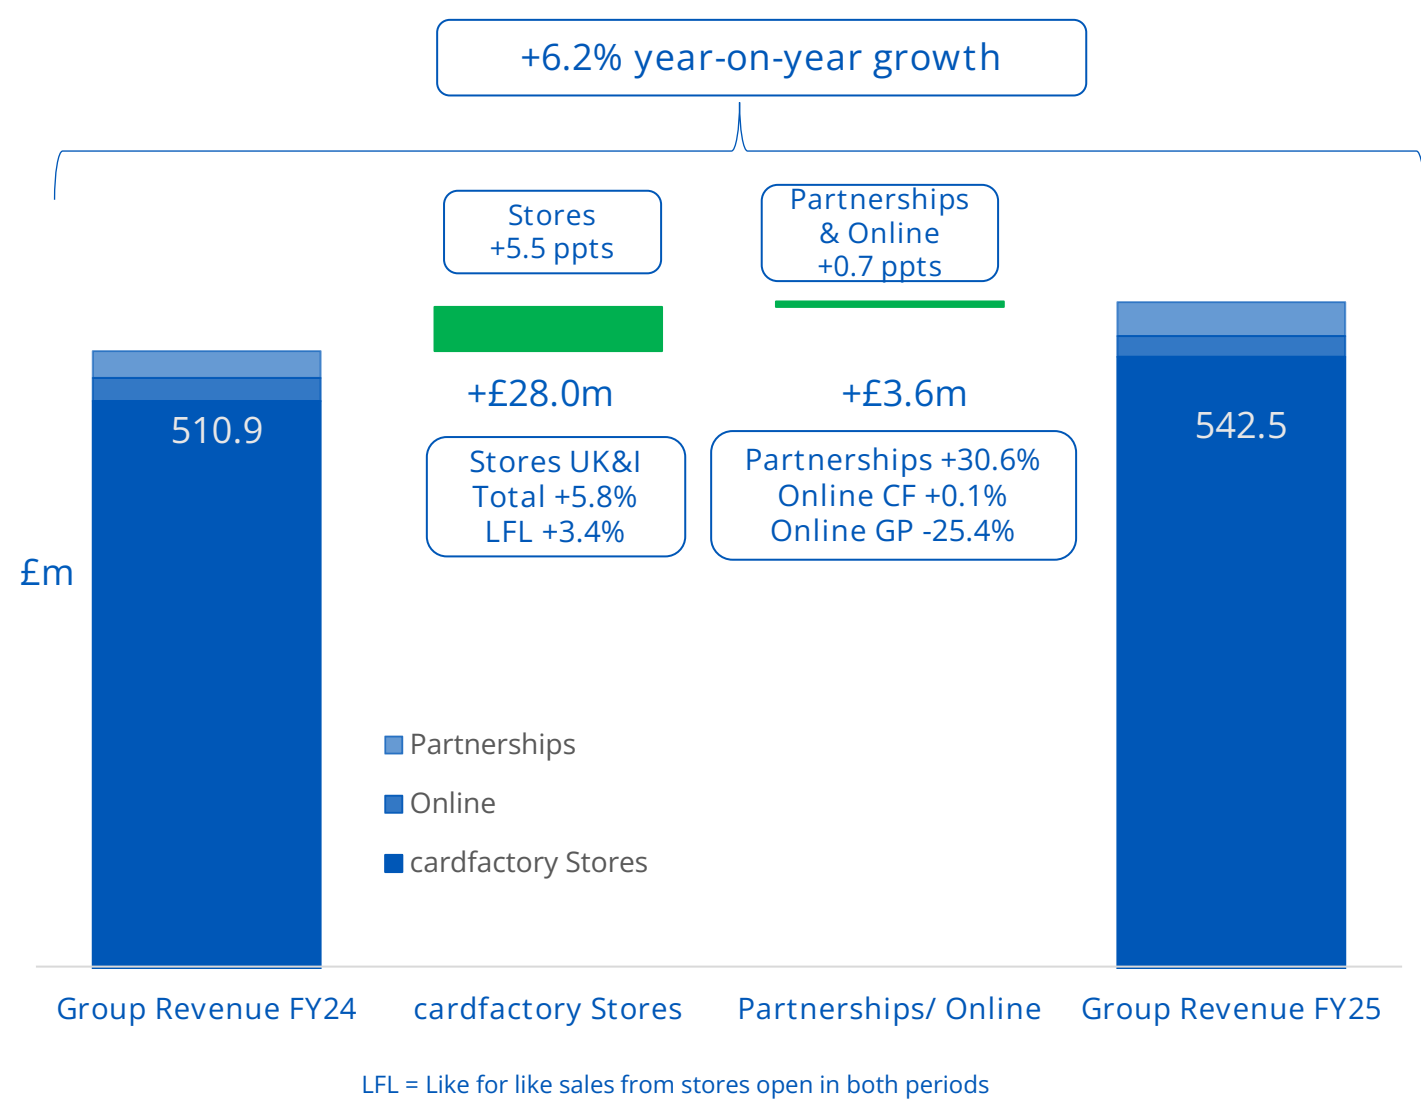 +6.2% year-on-year growth
Stores
+5.5 ppts
Partnerships
& Online
+0.7 ppts
+£28.0m
+£3.6m
510.9
542.5
Stores UK&I
Total +5.8%
LFL +3.4%
Partnerships +30.6%
Online CF +0.1%
Online GP -25.4%
£m
Partnerships
Online
cardfactory Stores
Group Revenue FY24
cardfactory Stores
Partnerships/ Online
Group Revenue FY25
LFL = Like for like sales from stores open in both periods